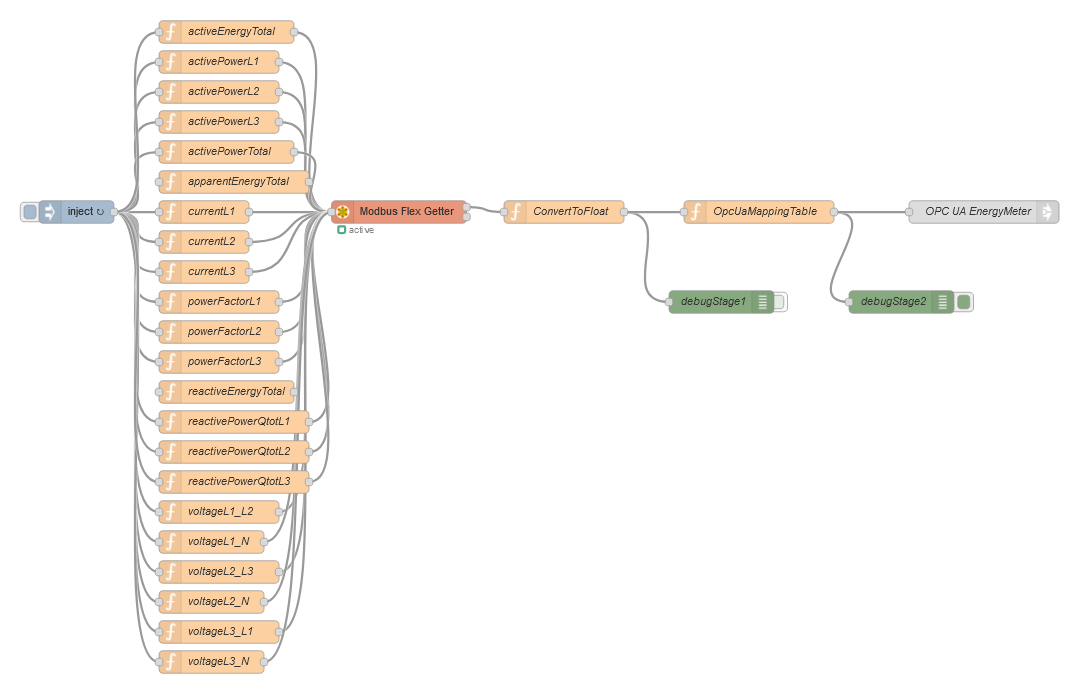 activeEnergyTotal
activePowerL1
activePowerL2
activePowerL3
activePowerTotal
apparentEnergyTotal
inject ↻
currentL1
Modbus Flex Getter
ConvertToFloat
OpcUaMappingTable
OPC UA EnergyMeter
active
currentL2
currentL3
powerFactorL1
debugStage1
debugStage2
powerFactorL2
powerFactorL3
reactiveEnergyTotal
reactivePowerQtotL1
reactivePowerQtotL2
reactivePowerQtotL3
voltageL1_L2
voltageL1_N
voltageL2_L3
voltageL2_N
voltageL3_L1
voltageL3_N